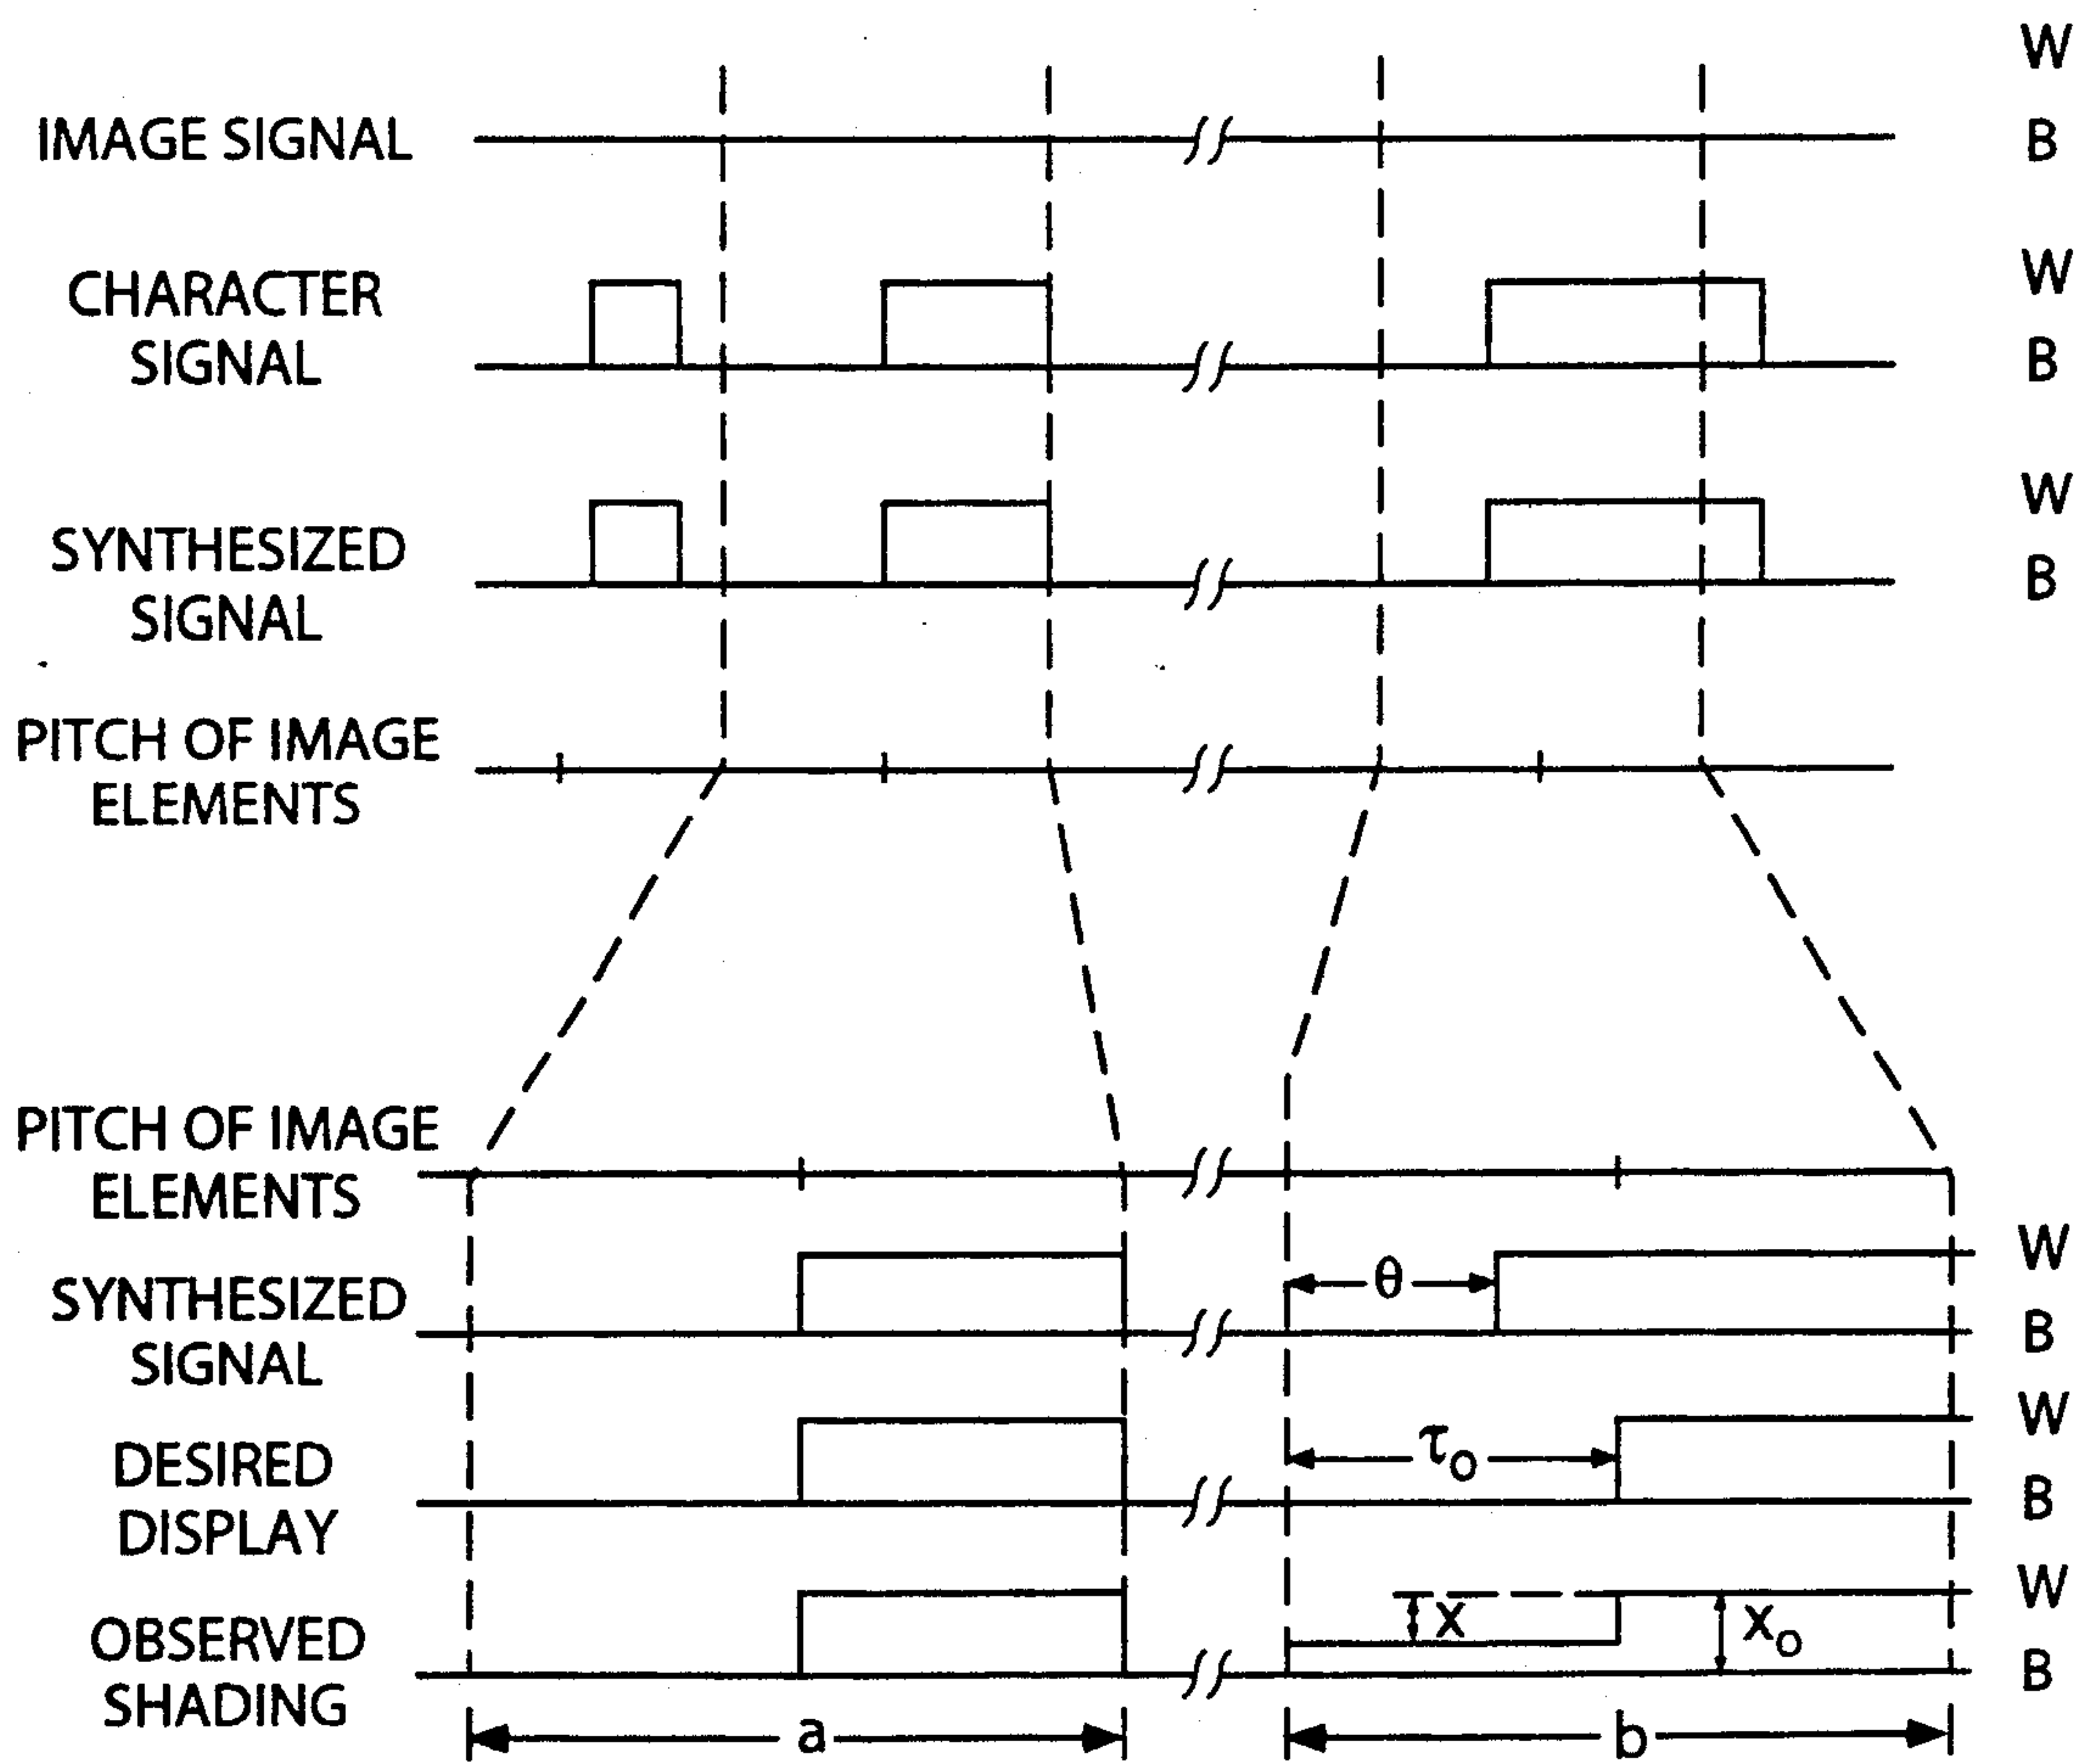 W
IMAGE SIGNAL
B
CHARACTER
SIGNAL
W
B
SYNTHESIZED
SIGNAL
W
B
PITCH OF IMAGE
ELEMENTS
PITCH OF IMAGE
ELEMENTS
SYNTHESIZED
SIGNAL
θ
W
B
DESIRED
DISPLAY
τo
W
B
OBSERVED
SHADING
x
xo
W
B
a
b